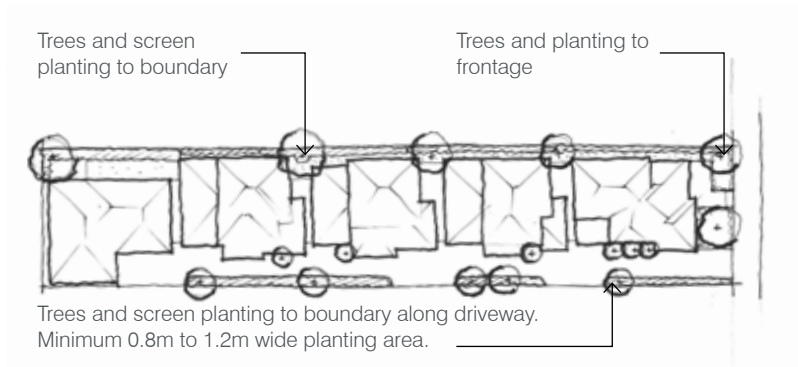 Trees and screen
planting to boundary
Trees and planting to
frontage
Trees and screen planting to boundary along driveway.
Minimum 0.8m to 1.2m wide planting area.